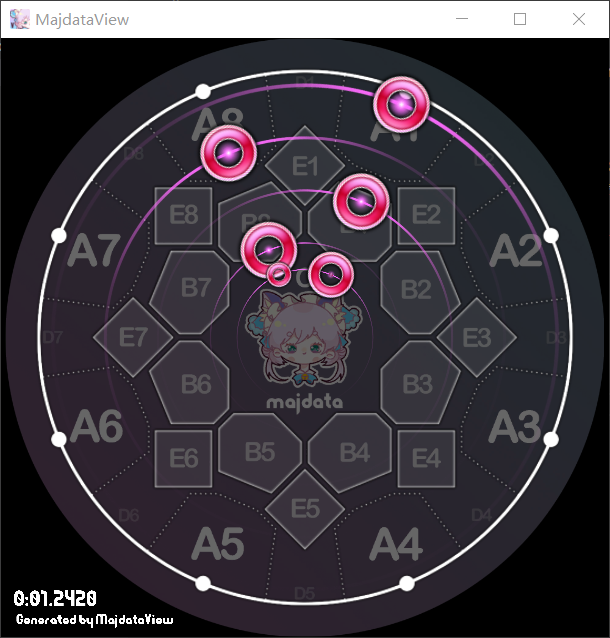 MajdataView
D1
A8 A1
D8 D2
E1
E8 B8 B1 E2
A7 A2
C
B7 B2
D7 E7 E3 D3
B6 B3
majdata
A6 A3
E6 B5 B4 E4
E5
D6 D4
A5 A4
D5
0:01.2420
Generated by MajdataView